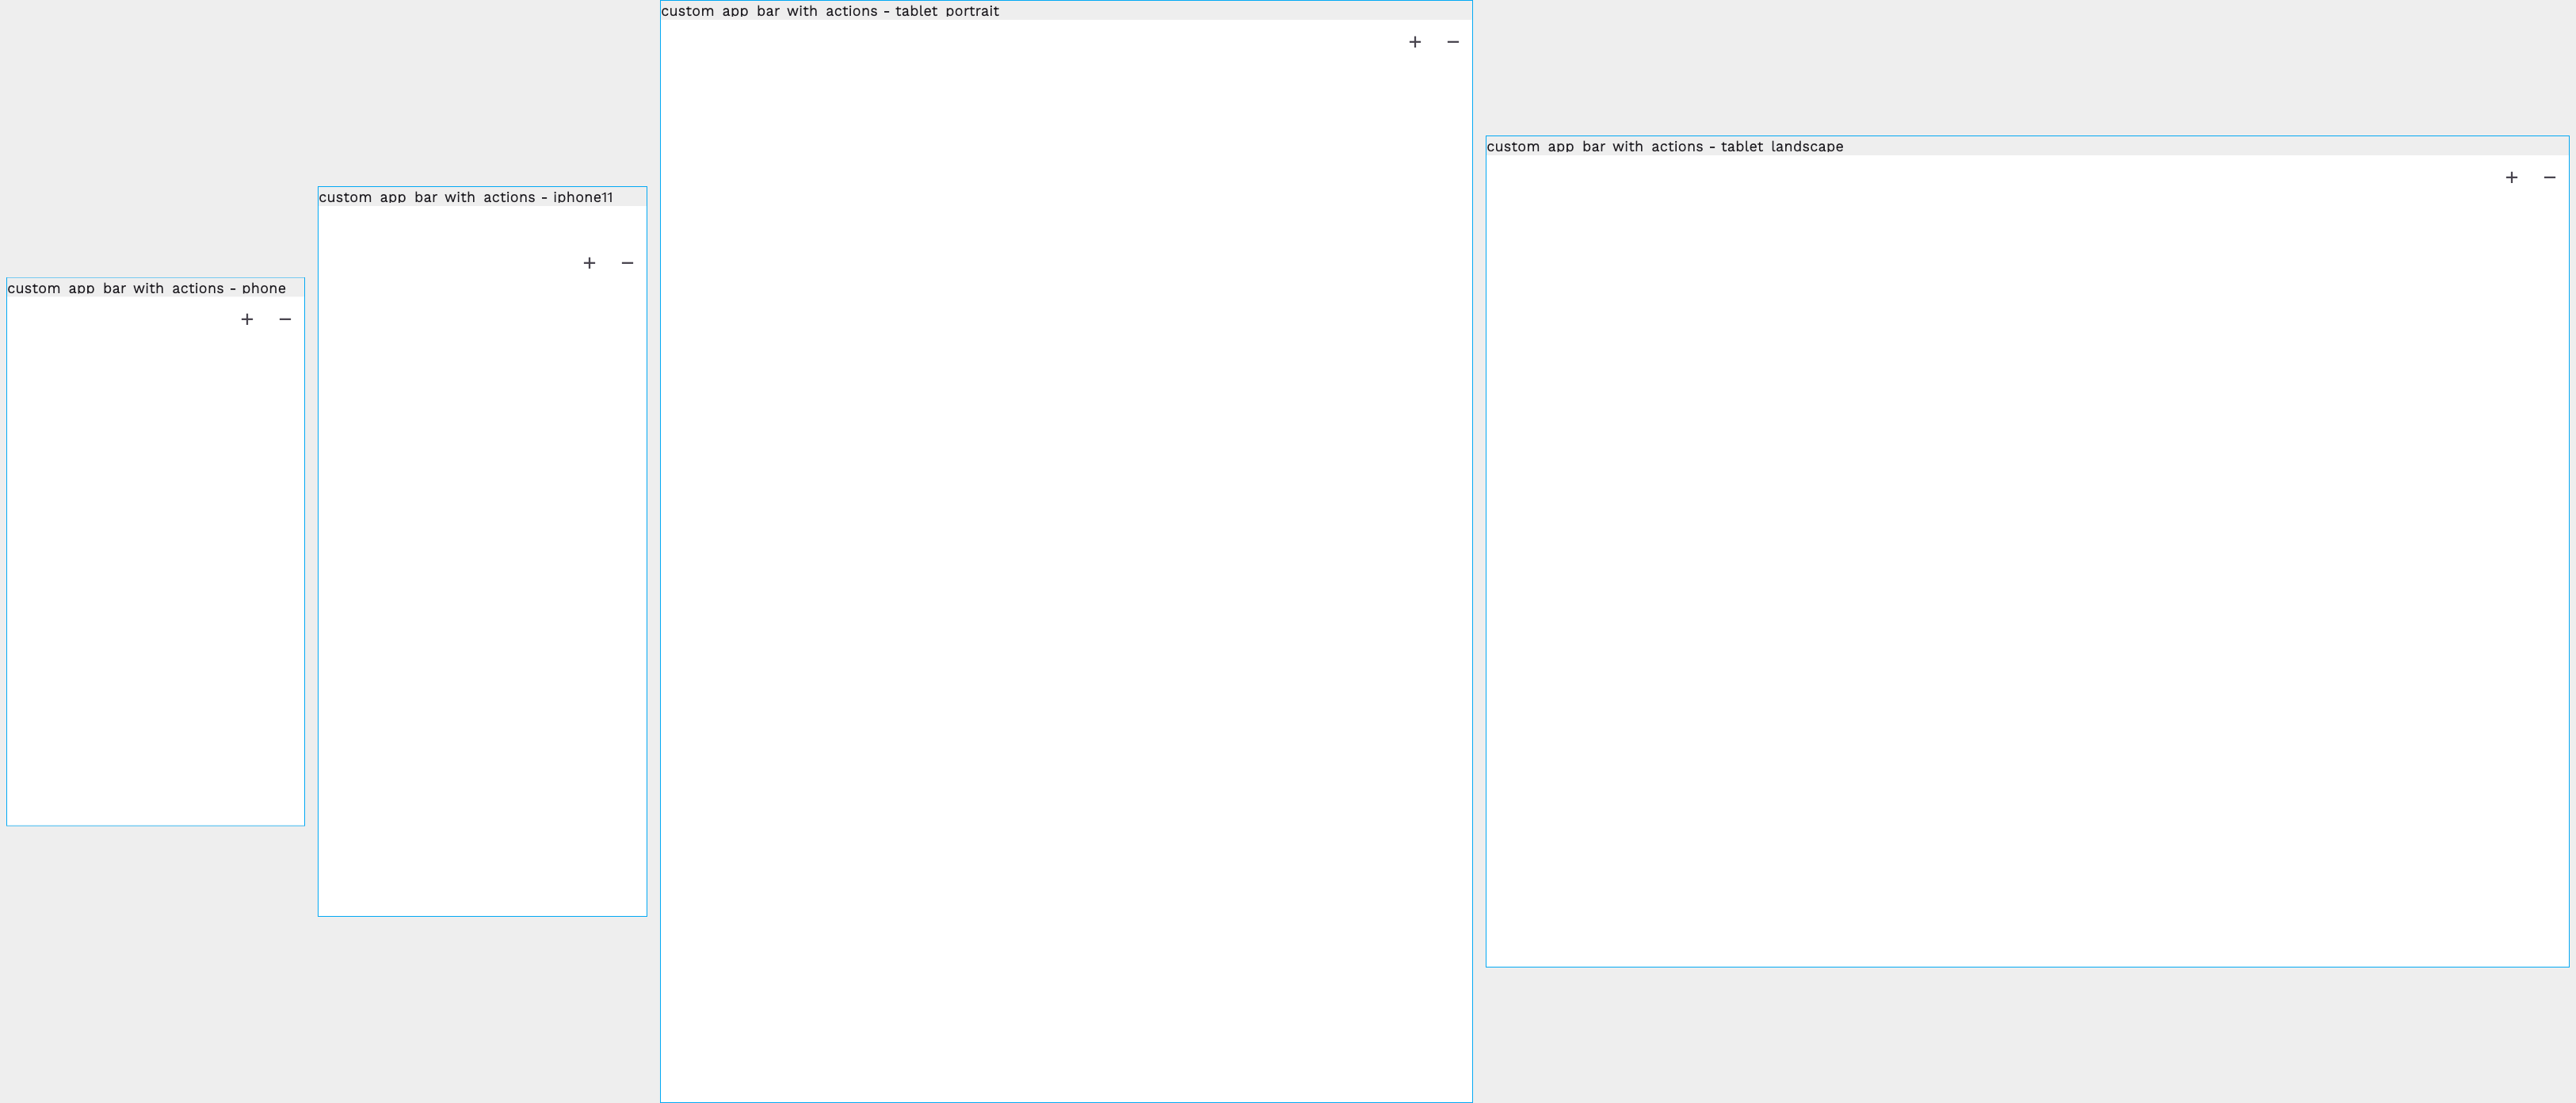 custom app bar with actions - tablet portrait
custom app bar with actions - tablet landscape
custom app bar with actions - iphone11
custom app bar with actions - phone